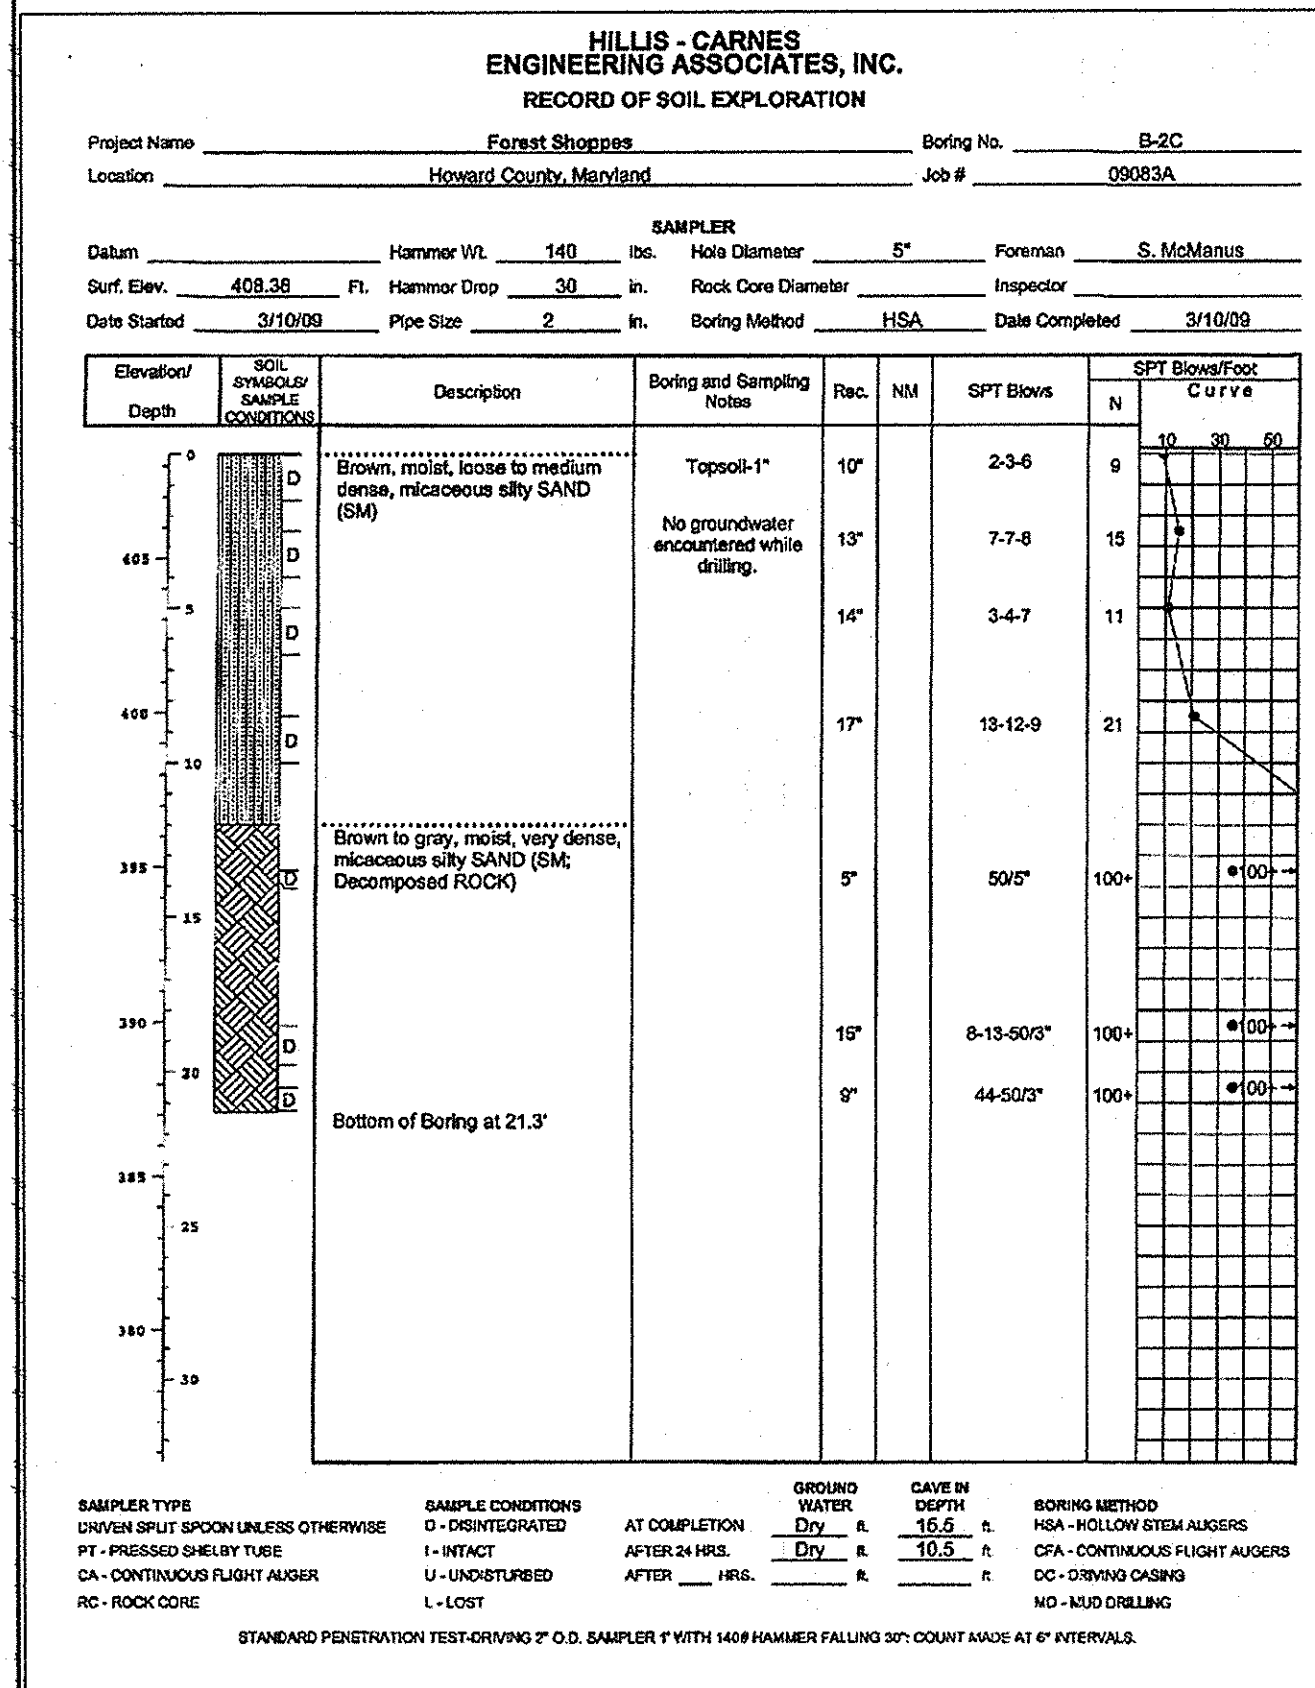 HILLIS - CARNES
ENGINEERING ASSOCIATES, INC.
RECORD OF SOIL EXPLORATION
Project Name Forest Shoppes Boring No. B-2C
Location Howard County, Maryland Job # 09083A
SAMPLER
Datum Hammer Wt. 140 lbs. Hole Diameter 5" Foreman S. McManus
Surf. Elev. 408.38 Ft. Hammer Drop 30 in. Rock Core Diameter Inspector
Date Started 3/10/09 Pipe Size 2 in. Boring Method HSA Date Completed 3/10/09
Elevation/ Depth SOIL SYMBOLS/ SAMPLE CONDITIONS Description Boring and Sampling Notes Rec. NM SPT Blows SPT Blows/Foot
N Curve
10 30 50
0 D Brown, moist, loose to medium Topsoil-1" 10" 2-3-6 9
dense, micaceous silty SAND
(SM)
No groundwater
405 D encountered while 13" 7-7-8 15
drilling.
5 D 14" 3-4-7 11
400 D 17" 13-12-9 21
10
Brown to gray, moist, very dense,
micaceous silty SAND (SM;
395 D Decomposed ROCK) 5" 50/5" 100+ 100+
15
390 D 15" 8-13-50/3" 100+ 100+
20 D 9" 44-50/3" 100+ 100+
Bottom of Boring at 21.3'
385
25
380
30
GROUND WATER CAVE IN DEPTH
SAMPLER TYPE SAMPLE CONDITIONS BORING METHOD
DRIVEN SPLIT SPOON UNLESS OTHERWISE D - DISINTEGRATED AT COMPLETION Dry ft. 16.5 ft. HSA - HOLLOW STEM AUGERS
PT - PRESSED SHELBY TUBE I - INTACT AFTER 24 HRS. Dry ft. 10.5 ft. CFA - CONTINUOUS FLIGHT AUGERS
CA - CONTINUOUS FLIGHT AUGER U - UNDISTURBED AFTER HRS. ft. ft. DC - DRIVING CASING
RC - ROCK CORE L - LOST MD - MUD DRILLING
STANDARD PENETRATION TEST-DRIVING 2" O.D. SAMPLER 1' WITH 140# HAMMER FALLING 30"; COUNT MADE AT 6" INTERVALS.